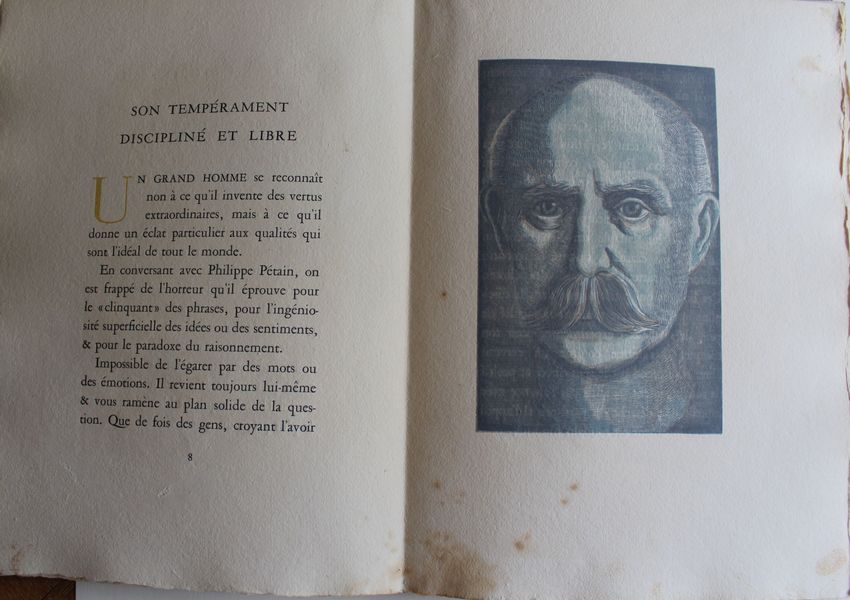 SON TEMPÉRAMENT
DISCIPLINÉ ET LIBRE
UN GRAND HOMME se reconnaît
non à ce qu'il invente des vertus
extraordinaires, mais à ce qu'il
donne un éclat particulier aux qualités qui
sont l'idéal de tout le monde.
En conversant avec Philippe Pétain, on
est frappé de l'horreur qu'il éprouve pour
le «clinquant» des phrases, pour l'ingénio-
sité superficielle des idées ou des sentiments,
& pour le paradoxe du raisonnement.
Impossible de l'égarer par des mots ou
des émotions. Il revient toujours lui-même
& vous ramène au plan solide de la ques-
tion. Que de fois des gens, croyant l'avoir
8